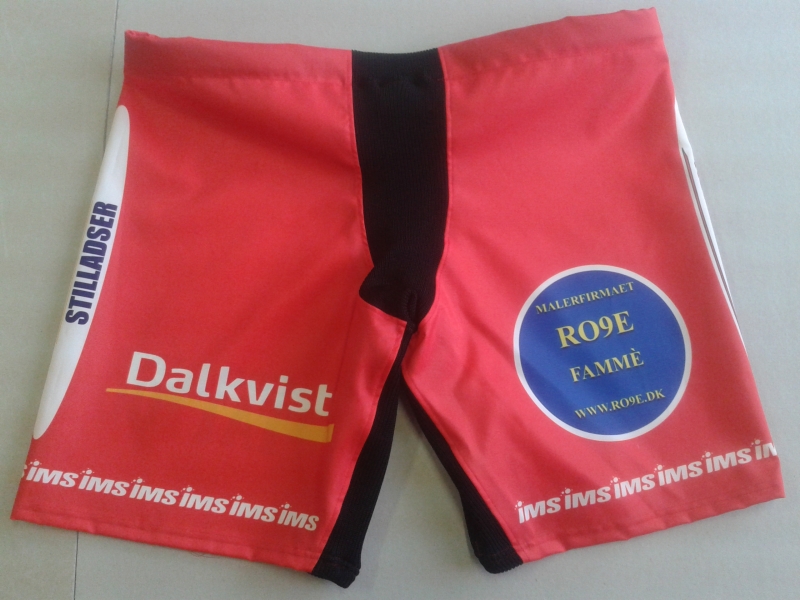 STILLADSER
Dalkvist
MALERFIRMAET
RO9E
FAMMÈ
WWW.RO9E.DK
ims ims ims ims ims ims
ims ims ims ims ims